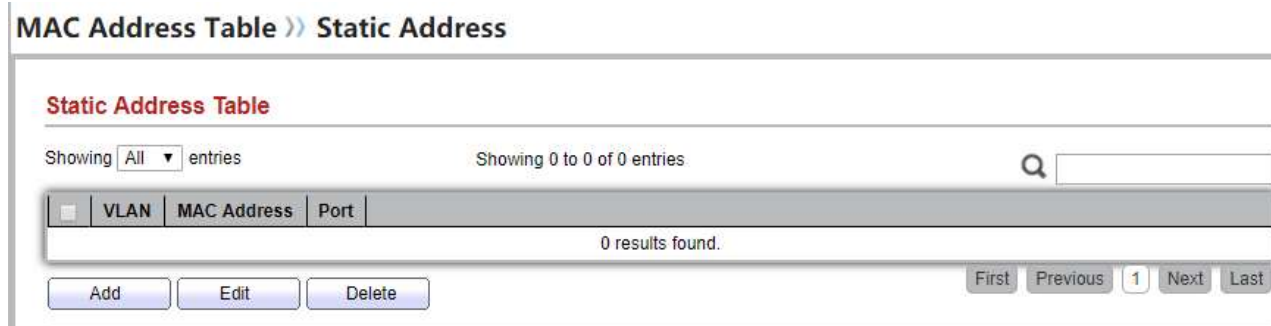 MAC Address Table » Static Address
Static Address Table
Showing All entries Showing 0 to 0 of 0 entries
VLAN MAC Address Port
0 results found.
Add Edit Delete First Previous 1 Next Last